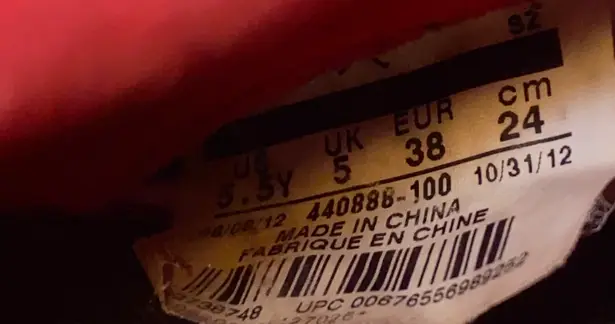 SZ
US UK EUR cm
5.5Y 5 38 24
440888-100 10/31/12
MADE IN CHINA
FABRIQUE EN CHINE
UPC 00676556989252